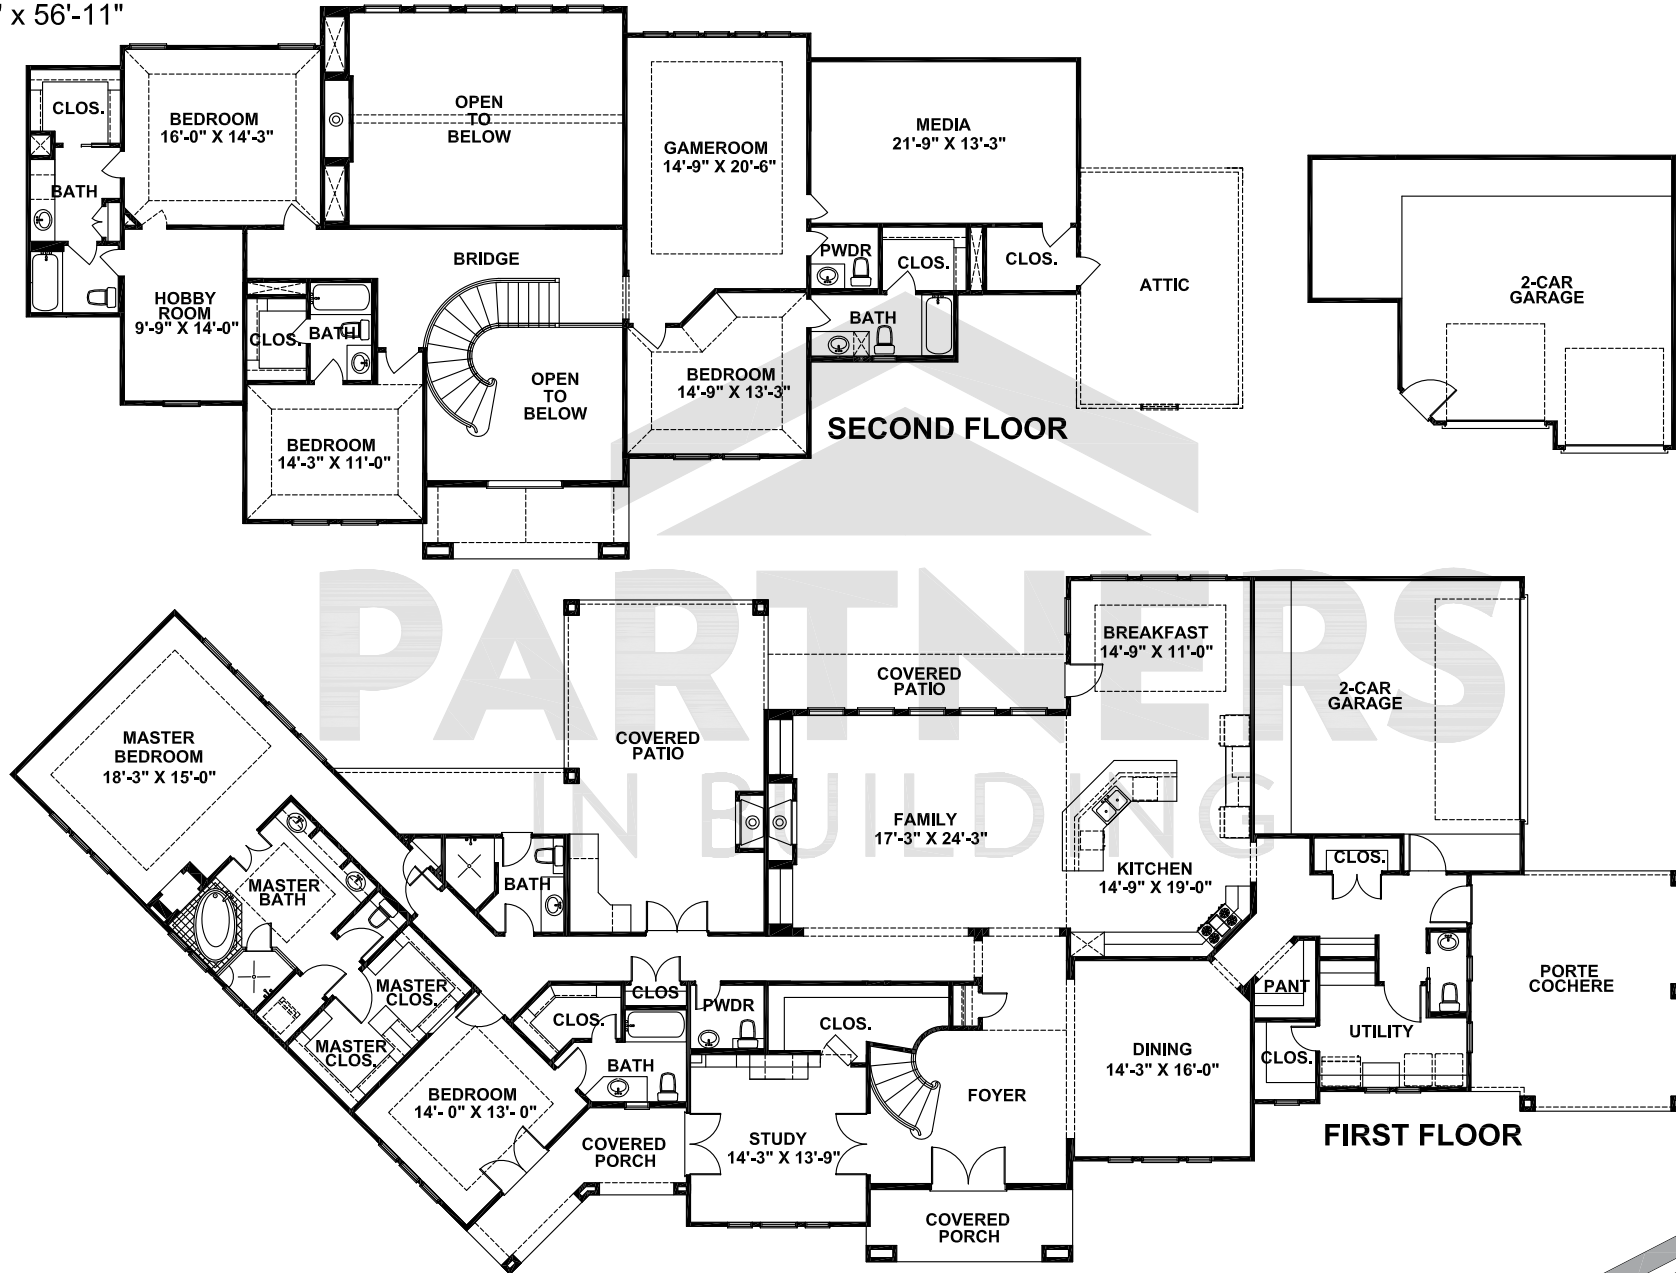 ' x 56'-11"
CLOS.
BEDROOM
16'-0" X 14'-3"
BATH
HOBBY
ROOM
9'-9" X 14'-0"
OPEN
TO
BELOW
BRIDGE
CLOS.
BATH
BEDROOM
14'-3" X 11'-0"
OPEN
TO
BELOW
GAMEROOM
14'-9" X 20'-6"
MEDIA
21'-9" X 13'-3"
PWDR
CLOS.
CLOS.
BATH
BEDROOM
14'-9" X 13'-3"
ATTIC
2-CAR
GARAGE
SECOND FLOOR
PARTNERS
IN BUILDING
MASTER
BEDROOM
18'-3" X 15'-0"
MASTER
BATH
MASTER
CLOS.
MASTER
CLOS.
BATH
COVERED
PATIO
COVERED
PATIO
BREAKFAST
14'-9" X 11'-0"
2-CAR
GARAGE
FAMILY
17'-3" X 24'-3"
KITCHEN
14'-9" X 19'-0"
CLOS.
PORTE
COCHERE
PANT
UTILITY
CLOS.
CLOS
CLOS.
PWDR
CLOS.
BATH
BEDROOM
14'- 0" X 13'- 0"
COVERED
PORCH
STUDY
14'-3" X 13'-9"
FOYER
DINING
14'-3" X 16'-0"
COVERED
PORCH
FIRST FLOOR